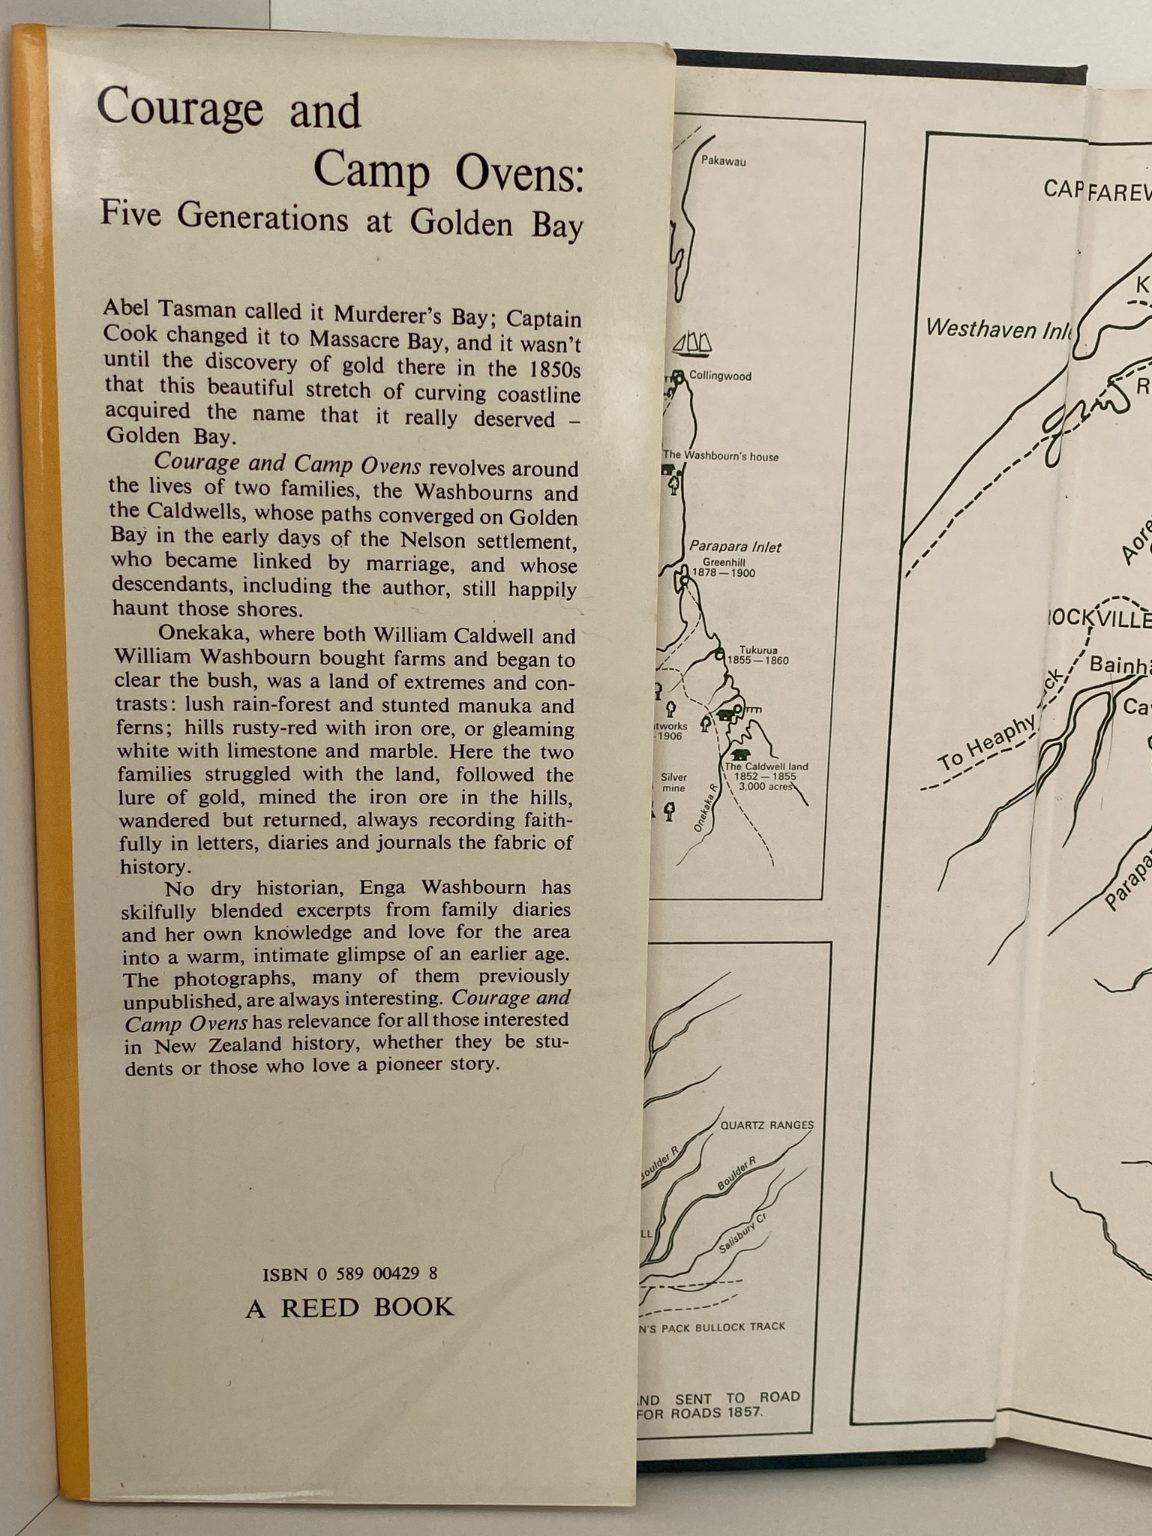 Courage and
Camp Ovens:
Five Generations at Golden Bay
Abel Tasman called it Murderer's Bay; Captain
Cook changed it to Massacre Bay, and it wasn't
until the discovery of gold there in the 1850s
that this beautiful stretch of curving coastline
acquired the name that it really deserved –
Golden Bay.
Courage and Camp Ovens revolves around
the lives of two families, the Washbourns and
the Caldwells, whose paths converged on Golden
Bay in the early days of the Nelson settlement,
who became linked by marriage, and whose
descendants, including the author, still happily
haunt those shores.
Onekaka, where both William Caldwell and
William Washbourn bought farms and began to
clear the bush, was a land of extremes and con-
trasts: lush rain-forest and stunted manuka and
ferns; hills rusty-red with iron ore, or gleaming
white with limestone and marble. Here the two
families struggled with the land, followed the
lure of gold, mined the iron ore in the hills,
wandered but returned, always recording faith-
fully in letters, diaries and journals the fabric of
history.
No dry historian, Enga Washbourn has
skilfully blended excerpts from family diaries
and her own knowledge and love for the area
into a warm, intimate glimpse of an earlier age.
The photographs, many of them previously
unpublished, are always interesting. Courage and
Camp Ovens has relevance for all those interested
in New Zealand history, whether they be stu-
dents or those who love a pioneer story.
ISBN 0 589 00429 8
A REED BOOK
Pakawau
Collingwood
The Washbourn's house
Parapara Inlet
Greenhill
1878 — 1900
Tukurua
1855 — 1860
1906
The Caldwell land
1852 — 1855
3,000 acres
Silver
mine
Onekaka R
QUARTZ RANGES
Boulder R
Boulder R
Salisbury Cr
N'S PACK BULLOCK TRACK
ND SENT TO ROAD
FOR ROADS 1857.
Westhaven
To Heaphy